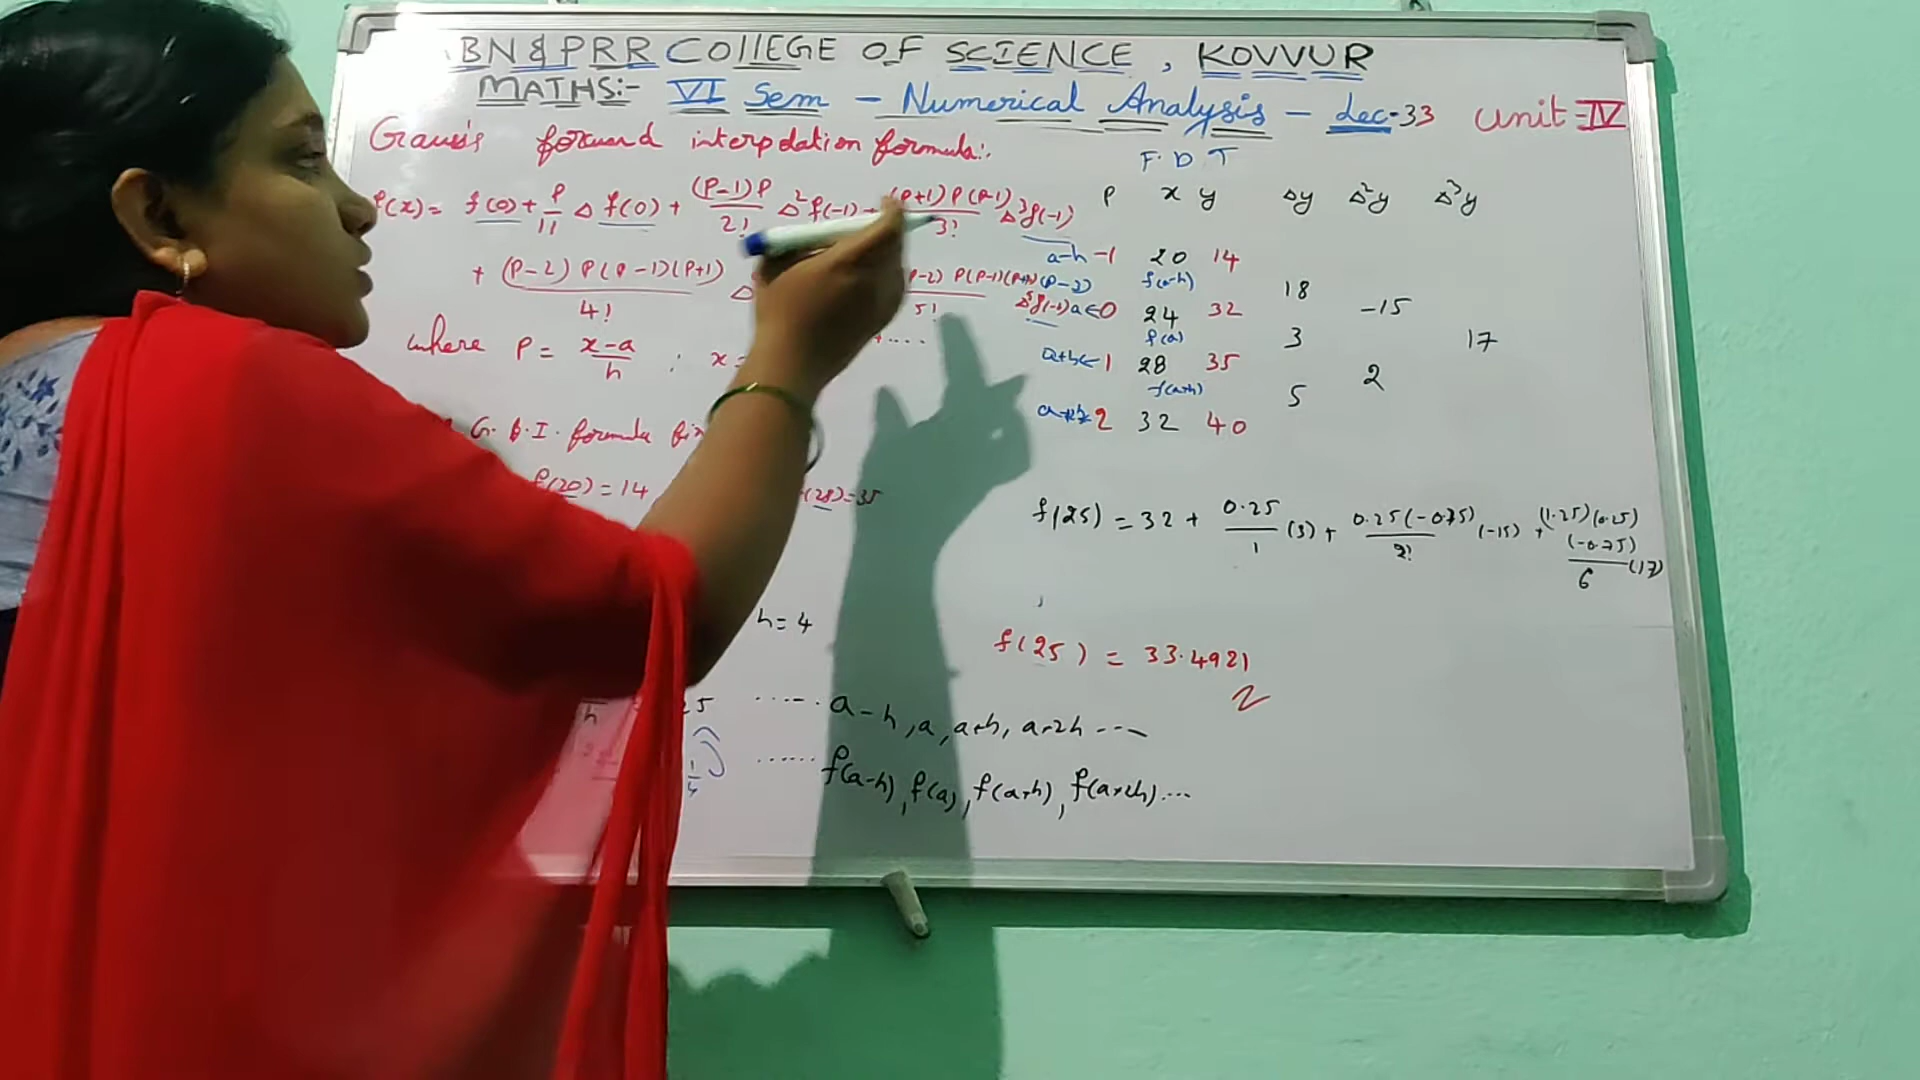 BN & PRR COllEGE OF SCIENCE , KOVVUR
MATHS:- VI Sem - Numerical Analysis - Lec-33 Unit-IV
Gauss's forward interpolation formula:.
f(x) = f(0) + P/1! Δ f(0) + (P-1)P/2! Δ²f(-1) + (P+1)P(P-1)/3! Δ³f(-1)
+ (P-2) P(P-1)(P+1)/4! Δ
P-2) P(P-1)(P+1)(P-2)/5! Δ⁵f(-2)
+....
where P = x-a/h ; x=
G.F.I. formula
f(20) = 14
(28)=35
h = 4
F.D.T
P x y Δy Δ²y Δ³y
a-h -1 20 14
f(a-h) 18
a← 0 24 32 -15
f(a) 3 17
a+h← 1 28 35 2
f(a+h) 5
2 32 40
f(25) = 32 + 0.25/1 (3) + 0.25(-0.75)/2! (-15) + (1.25)(0.25)(-0.75)/6 (17)
f(25) = 33.4921
..... a-h, a, a+h, a+2h ---
...... f(a-h), f(a), f(a+h), f(a+2h)...